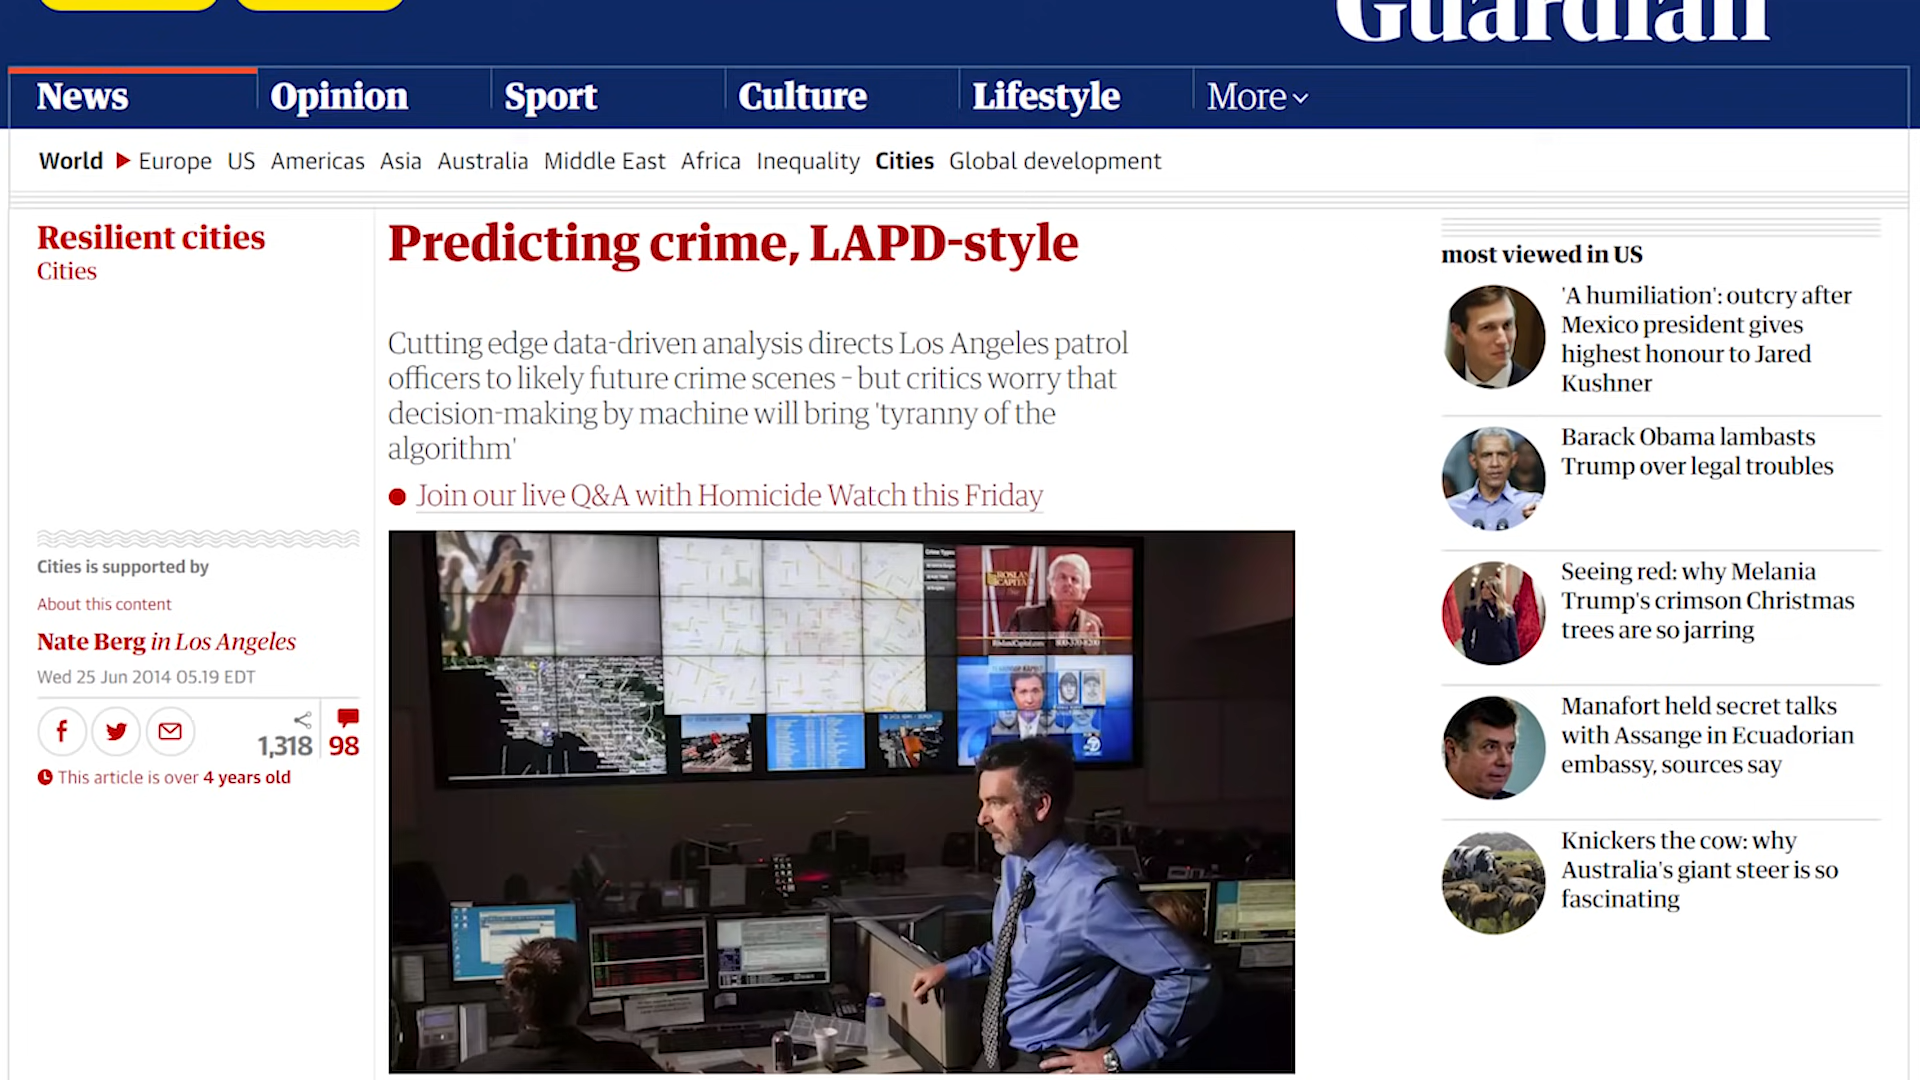 Guardian
News
Opinion
Sport
Culture
Lifestyle
More
World
Europe
US
Americas
Asia
Australia
Middle East
Africa
Inequality
Cities
Global development
Resilient cities
Cities
Predicting crime, LAPD-style
Cutting edge data-driven analysis directs Los Angeles patrol
officers to likely future crime scenes – but critics worry that
decision-making by machine will bring 'tyranny of the
algorithm'
Join our live Q&A with Homicide Watch this Friday
Cities is supported by
About this content
Nate Berg in Los Angeles
Wed 25 Jun 2014 05.19 EDT
1,318
98
This article is over 4 years old
Crime Types
most viewed in US
'A humiliation': outcry after
Mexico president gives
highest honour to Jared
Kushner
Barack Obama lambasts
Trump over legal troubles
Seeing red: why Melania
Trump's crimson Christmas
trees are so jarring
Manafort held secret talks
with Assange in Ecuadorian
embassy, sources say
Knickers the cow: why
Australia's giant steer is so
fascinating